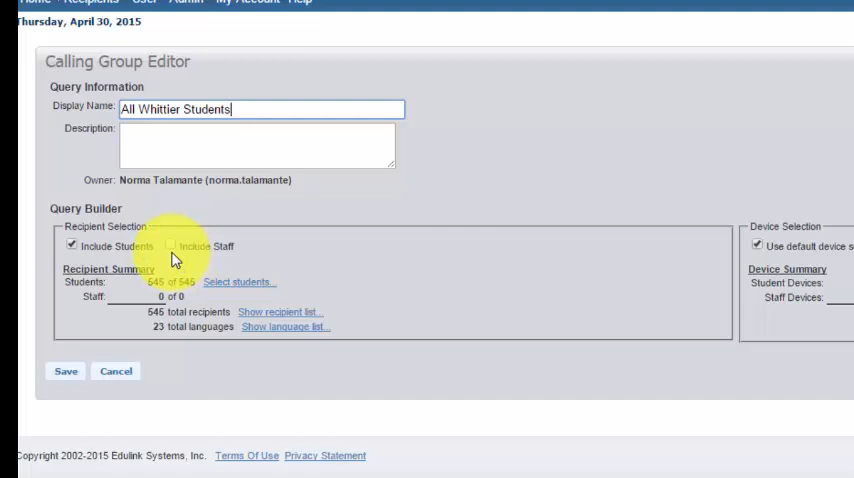 Home Recipients User Admin My Account Help
Thursday, April 30, 2015
Calling Group Editor
Query Information
Display Name: All Whittier Students
Description:
Owner: Norma Talamante (norma.talamante)
Query Builder
Recipient Selection
Include Students Include Staff
Recipient Summary
Students: 545 of 545 Select students...
Staff: 0 of 0
545 total recipients Show recipient list...
23 total languages Show language list...
Device Selection
Use default device
Device Summary
Student Devices:
Staff Devices:
Save Cancel
Copyright 2002-2015 Edulink Systems, Inc. Terms Of Use Privacy Statement